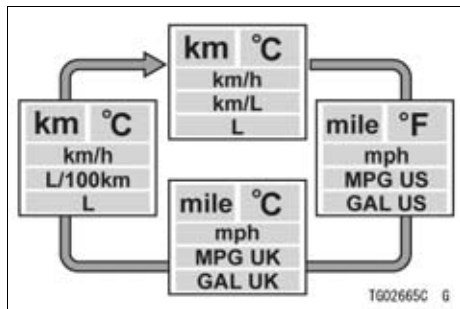 km °C
km/h
km/L
L
km °C
km/h
L/100km
L
mile °F
mph
MPG US
GAL US
mile °C
mph
MPG UK
GAL UK
TG02665C G